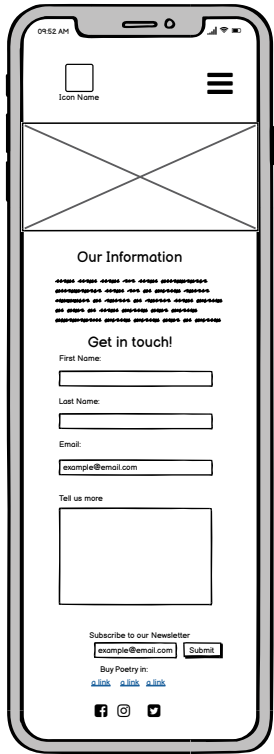 09:52 AM
Icon Name
Our Information
Get in touch!
First Name:
Last Name:
Email:
example@email.com
Tell us more
Subscribe to our Newsletter
example@email.com Submit
Buy Poetry in:
a link a link a link